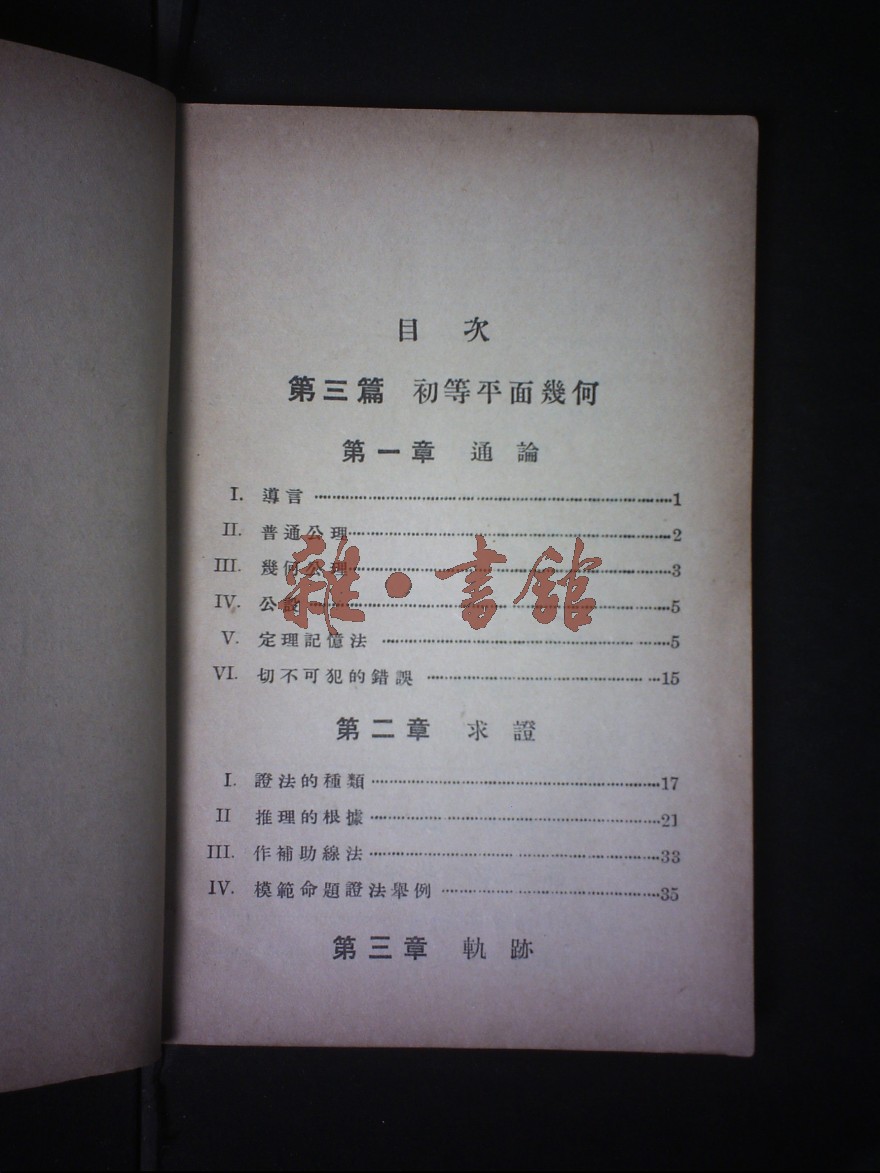 目次
第三篇 初等平面幾何
第一章 通論
I. 導言 ……1
II. 普通公理……2
III. 幾何公理……3
IV. 公設……5
V. 定理記憶法 ……5
VI. 切不可犯的錯誤 ……15
第二章 求證
I. 證法的種類……17
II 推理的根據……21
III. 作補助線法……33
IV. 模範命題證法舉例……35
第三章 軌跡
雜·書館